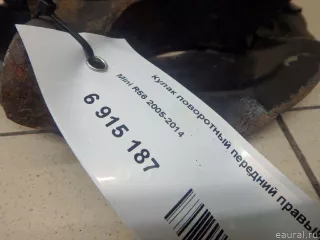 Кулак поворотный передний правый
Mini R56 2005-2014
6 915 187
eaural.ru